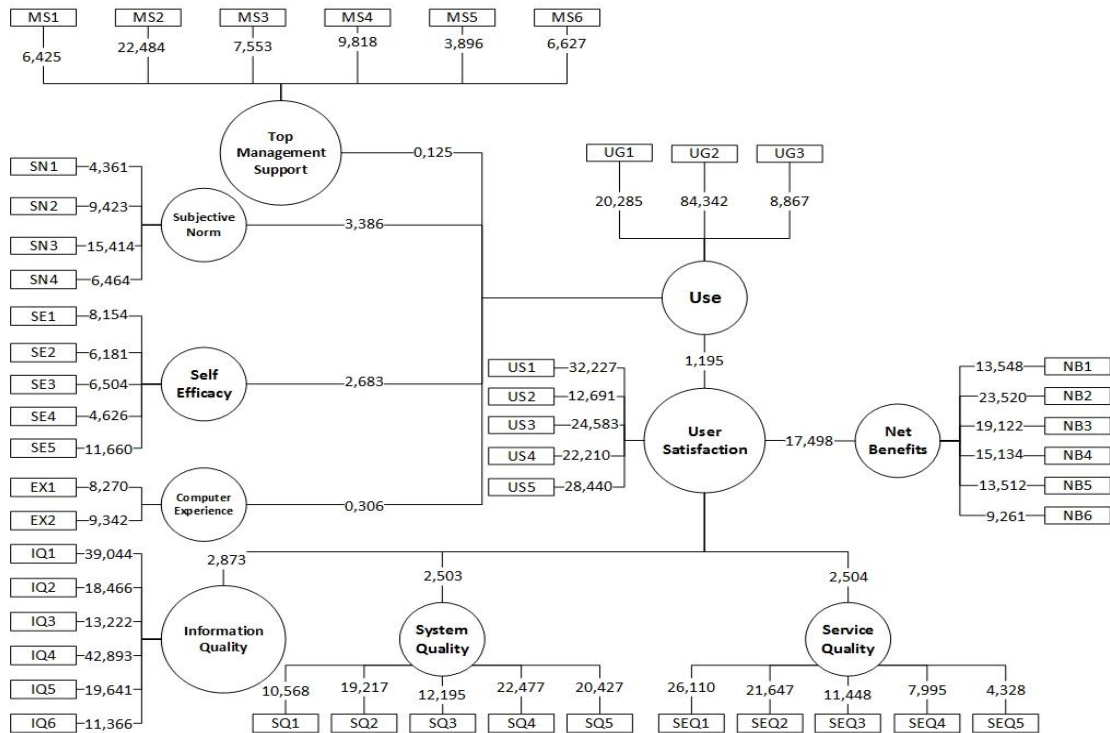 MS1 MS2 MS3 MS4 MS5 MS6
6,425 22,484 7,553 9,818 3,896 6,627
Top
Management
Support
0,125
SN1 4,361
SN2 9,423
SN3 15,414
SN4 6,464
Subjective
Norm
3,386
UG1 UG2 UG3
20,285 84,342 8,867
Use
1,195
SE1 8,154
SE2 6,181
SE3 6,504
SE4 4,626
SE5 11,660
Self
Efficacy
2,683
US1 32,227
US2 12,691
US3 24,583
US4 22,210
US5 28,440
User
Satisfaction
17,498
Net
Benefits
13,548 NB1
23,520 NB2
19,122 NB3
15,134 NB4
13,512 NB5
9,261 NB6
EX1 8,270
EX2 9,342
Computer
Experience
0,306
IQ1 39,044
IQ2 18,466
IQ3 13,222
IQ4 42,893
IQ5 19,641
IQ6 11,366
2,873
Information
Quality
2,503
System
Quality
10,568 19,217 12,195 22,477 20,427
SQ1 SQ2 SQ3 SQ4 SQ5
2,504
Service
Quality
26,110 21,647 11,448 7,995 4,328
SEQ1 SEQ2 SEQ3 SEQ4 SEQ5